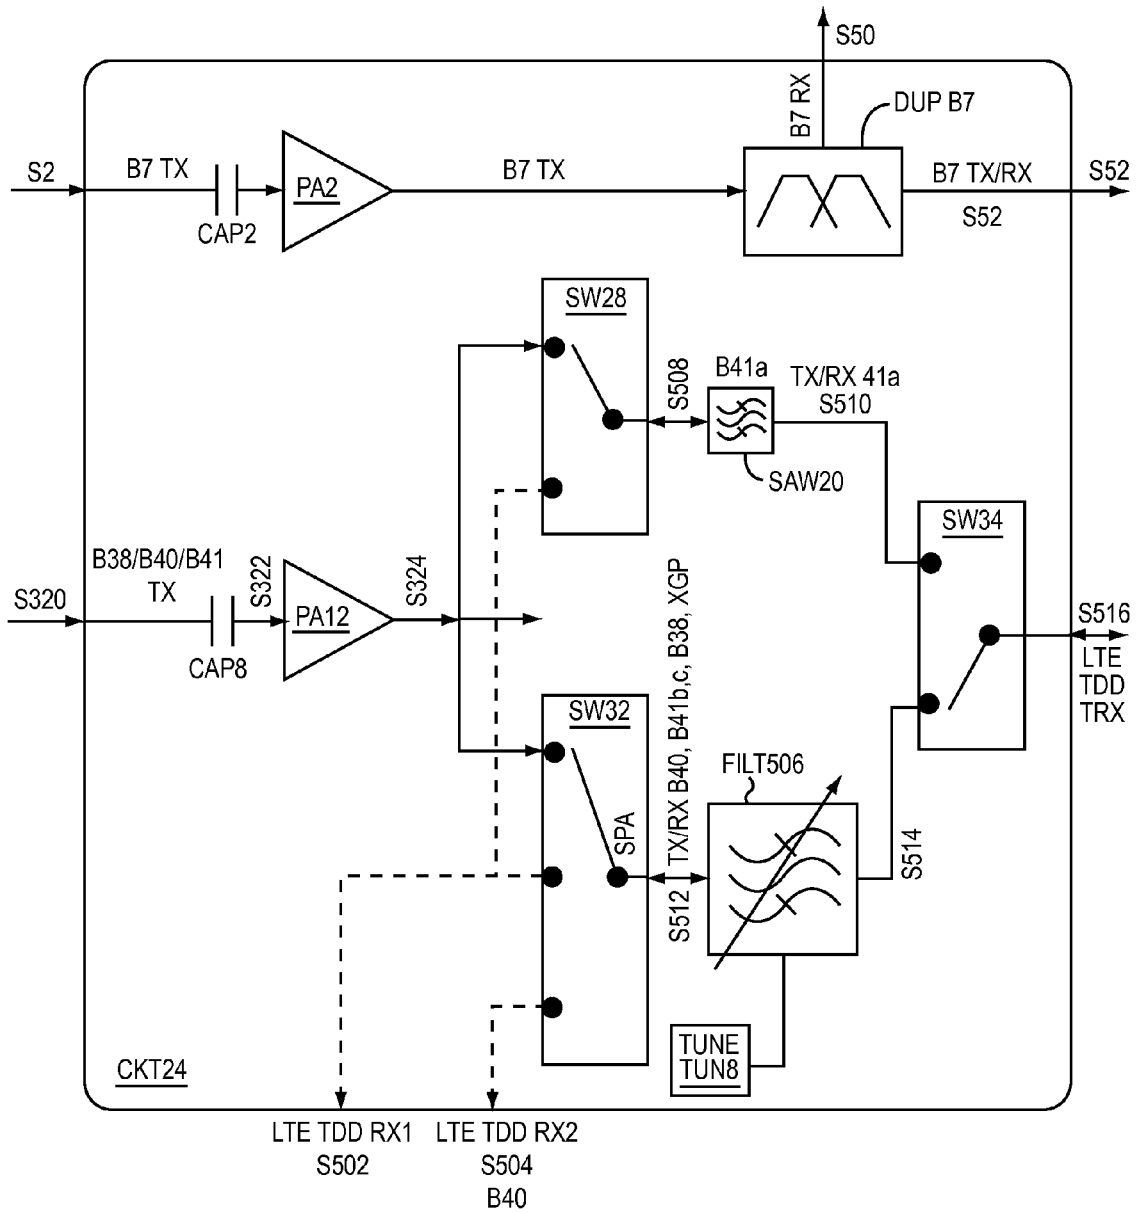 S50
B7 RX
DUP B7
S2
B7 TX
CAP2
PA2
B7 TX
B7 TX/RX
S52
S52
SW28
S508
B41a
TX/RX 41a
S510
SAW20
SW34
S320
B38/B40/B41
TX
S322
CAP8
PA12
S324
S516
LTE
TDD
TRX
SW32
SPA
TX/RX B40, B41b,c, B38, XGP
S512
FILT506
S514
TUNE
TUN8
CKT24
LTE TDD RX1
S502
LTE TDD RX2
S504
B40